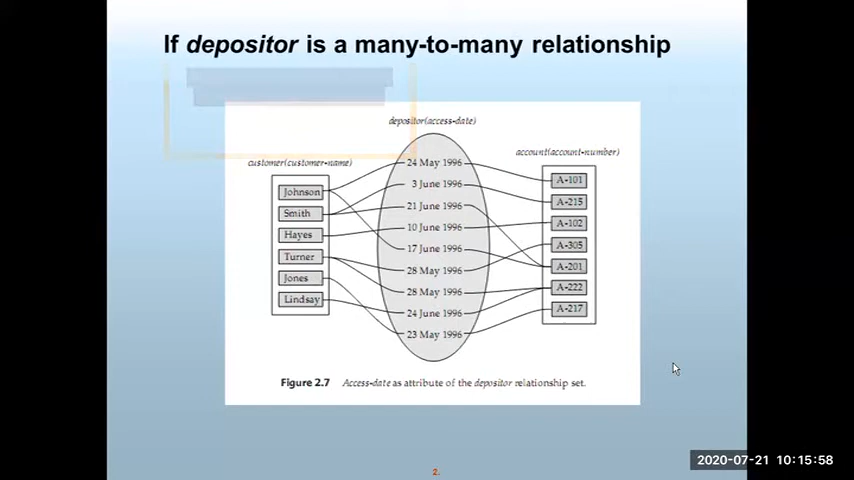 If depositor is a many-to-many relationship
depositor(access-date)
account(account-number)
customer(customer-name)
24 May 1996
3 June 1996
21 June 1996
10 June 1996
17 June 1996
28 May 1996
28 May 1996
24 June 1996
23 May 1996
Johnson
Smith
Hayes
Turner
Jones
Lindsay
A-101
A-215
A-102
A-305
A-201
A-222
A-217
Figure 2.7 Access-date as attribute of the depositor relationship set.
2.
2020-07-21 10:15:58